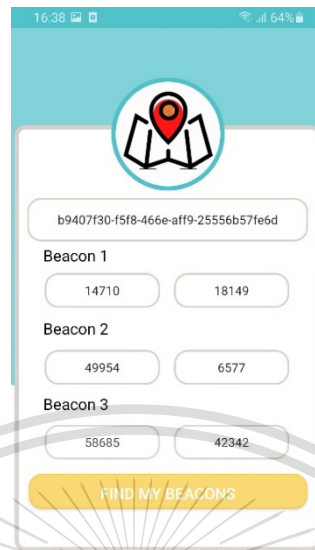 16:38 64%
b9407f30-f5f8-466e-aff9-25556b57fe6d
Beacon 1
14710 18149
Beacon 2
49954 6577
Beacon 3
58685 42342
FIND MY BEACONS